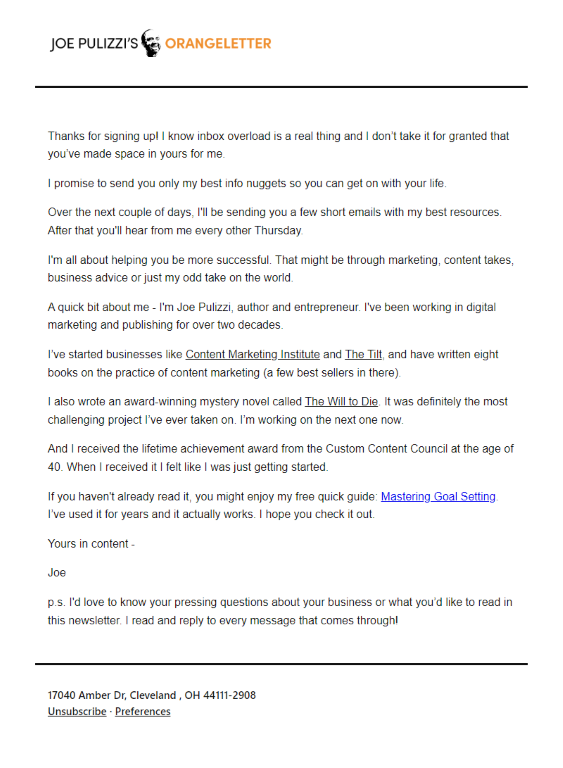 JOE PULIZZI'S ORANGELETTER
Thanks for signing up! I know inbox overload is a real thing and I don't take it for granted that
you've made space in yours for me.
I promise to send you only my best info nuggets so you can get on with your life.
Over the next couple of days, I'll be sending you a few short emails with my best resources.
After that you'll hear from me every other Thursday.
I'm all about helping you be more successful. That might be through marketing, content takes,
business advice or just my odd take on the world.
A quick bit about me - I'm Joe Pulizzi, author and entrepreneur. I've been working in digital
marketing and publishing for over two decades.
I've started businesses like Content Marketing Institute and The Tilt, and have written eight
books on the practice of content marketing (a few best sellers in there).
I also wrote an award-winning mystery novel called The Will to Die. It was definitely the most
challenging project I've ever taken on. I'm working on the next one now.
And I received the lifetime achievement award from the Custom Content Council at the age of
40. When I received it I felt like I was just getting started.
If you haven't already read it, you might enjoy my free quick guide: Mastering Goal Setting.
I've used it for years and it actually works. I hope you check it out.
Yours in content -
Joe
p.s. I'd love to know your pressing questions about your business or what you'd like to read in
this newsletter. I read and reply to every message that comes through!
17040 Amber Dr, Cleveland , OH 44111-2908
Unsubscribe · Preferences